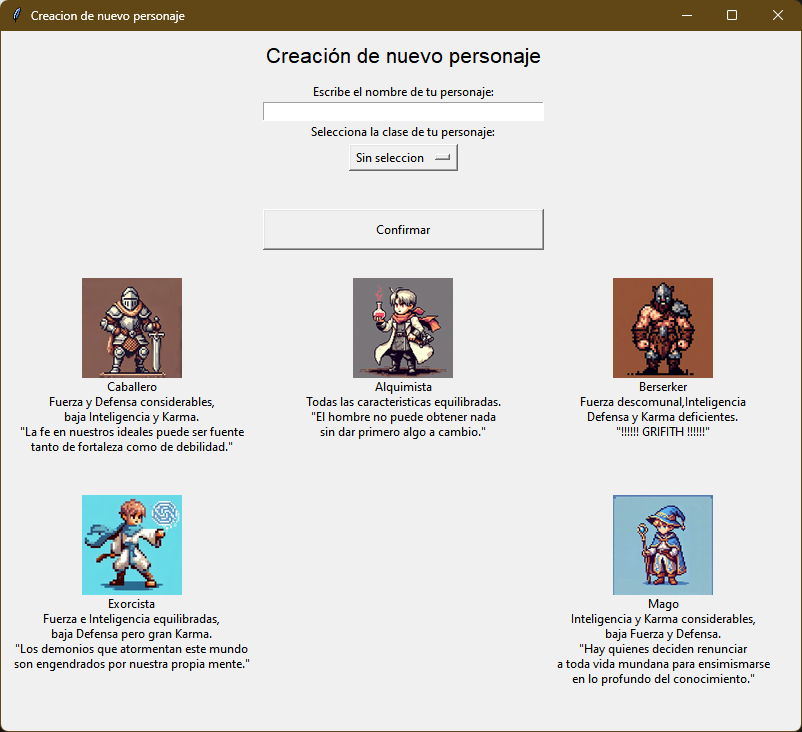 Creacion de nuevo personaje
Creación de nuevo personaje
Escribe el nombre de tu personaje:
Selecciona la clase de tu personaje:
Sin seleccion
Confirmar
Caballero
Fuerza y Defensa considerables,
baja Inteligencia y Karma.
"La fe en nuestros ideales puede ser fuente
tanto de fortaleza como de debilidad."
Alquimista
Todas las caracteristicas equilibradas.
"El hombre no puede obtener nada
sin dar primero algo a cambio."
Berserker
Fuerza descomunal,Inteligencia
Defensa y Karma deficientes.
"!!!!!! GRIFITH !!!!!!"
Exorcista
Fuerza e Inteligencia equilibradas,
baja Defensa pero gran Karma.
"Los demonios que atormentan este mundo
son engendrados por nuestra propia mente."
Mago
Inteligencia y Karma considerables,
baja Fuerza y Defensa.
"Hay quienes deciden renunciar
a toda vida mundana para ensimismarse
en lo profundo del conocimiento."